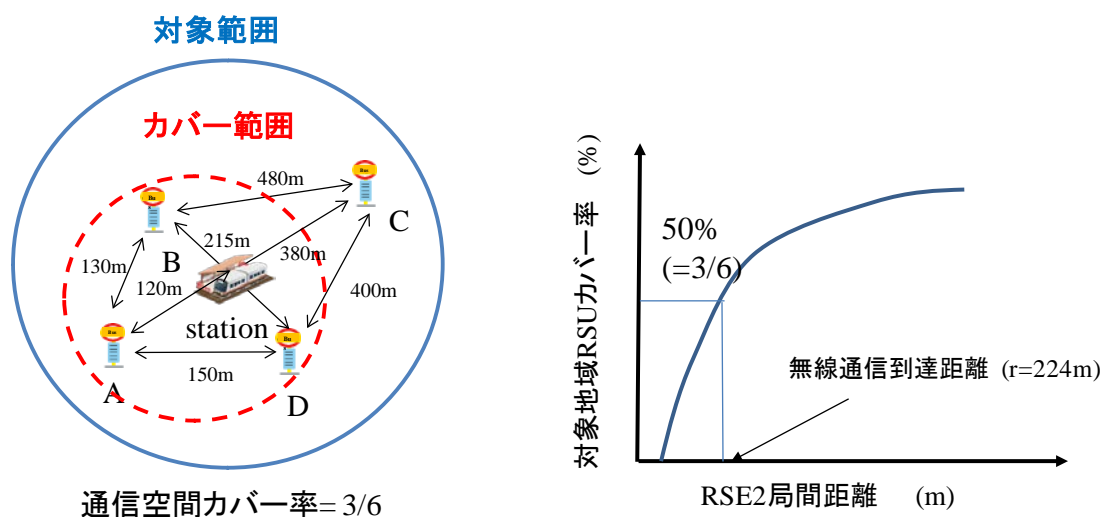 対象範囲
カバー範囲
480m
C
B
215m
380m
130m
120m
400m
station
150m
A
D
通信空間カバー率= 3/6
対象地域RSUカバー率 (%)
50%
(=3/6)
無線通信到達距離 (r=224m)
RSE2局間距離 (m)